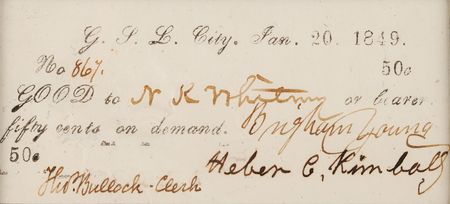 G. S. L. City, Jan. 20, 1849.
No 867. 50c
GOOD to N K Whitney or bearer
fifty cents on demand. Brigham Young
50c Heber C, Kimball
Thos. Bullock - Clerk